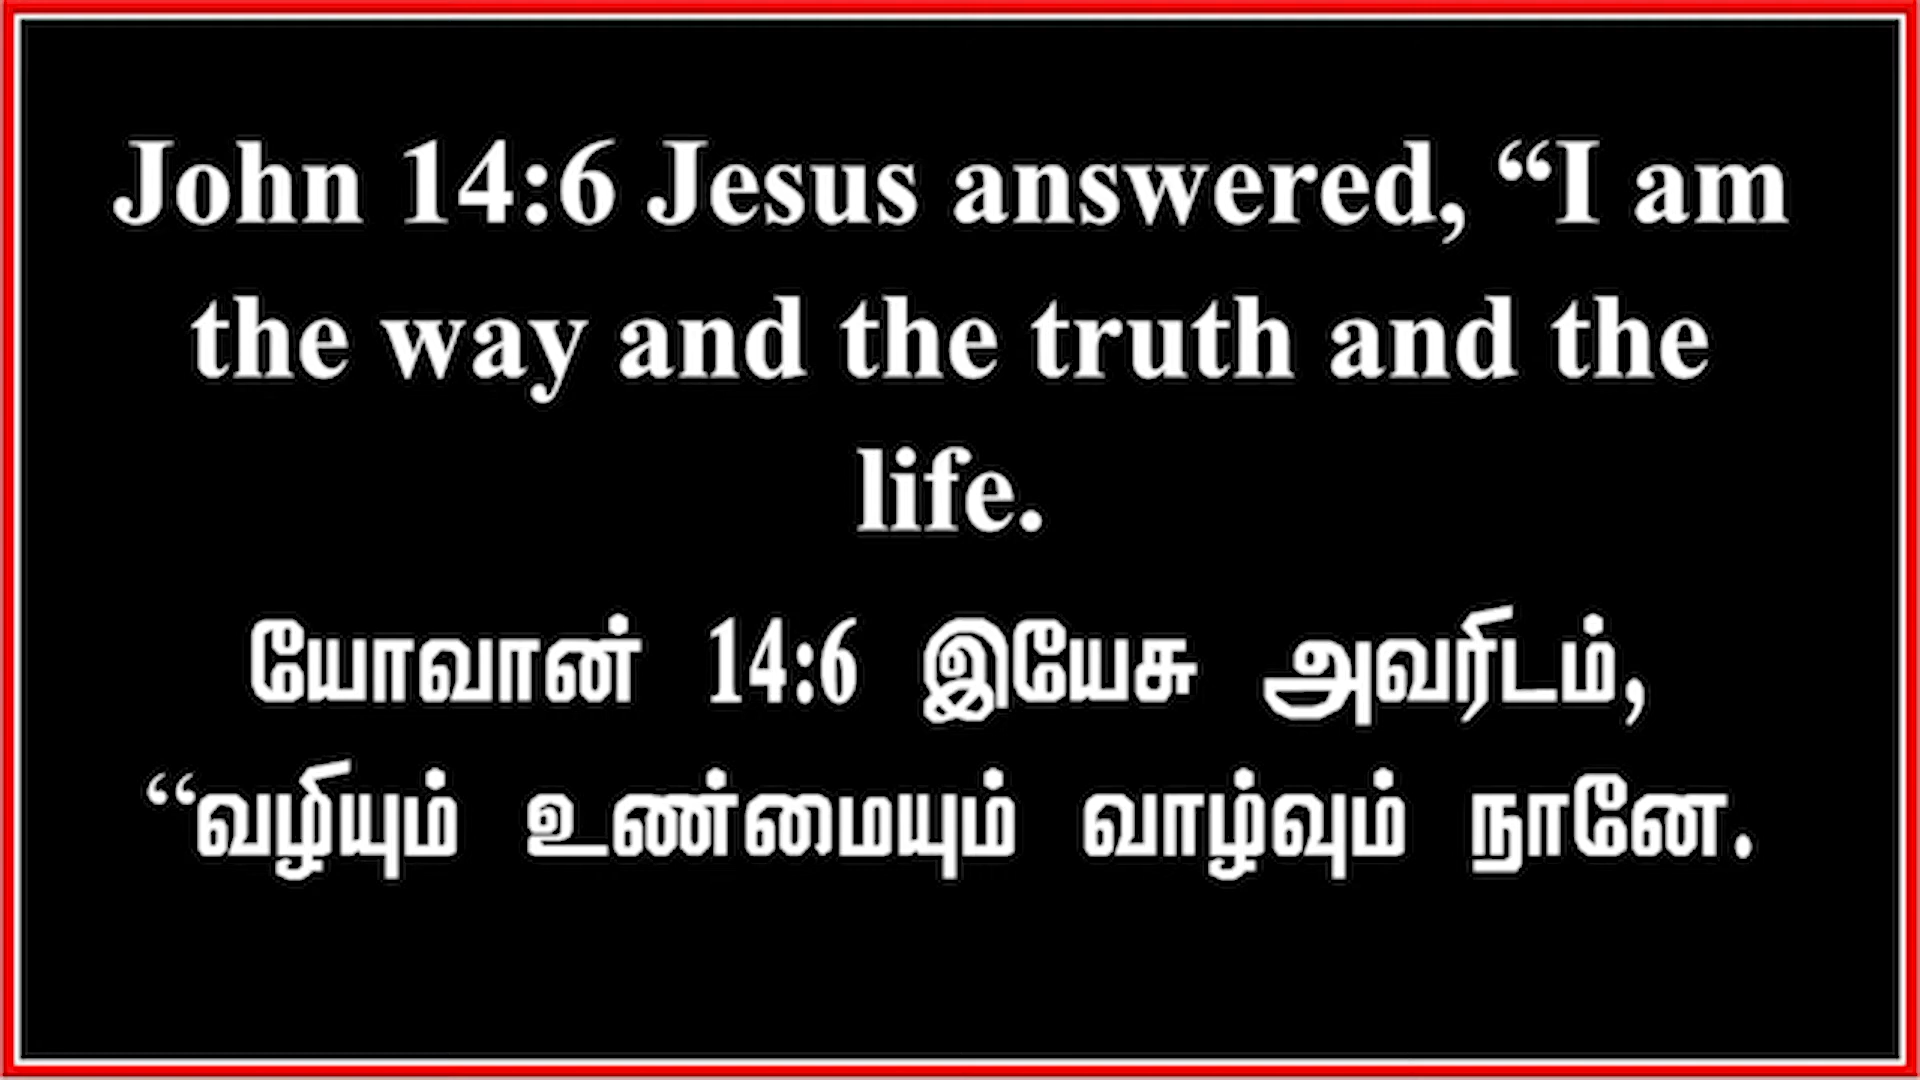 John 14:6 Jesus answered, “I am
the way and the truth and the
life.
யோவான் 14:6 இயேசு அவரிடம்,
“வழியும் உண்மையும் வாழ்வும் நானே.